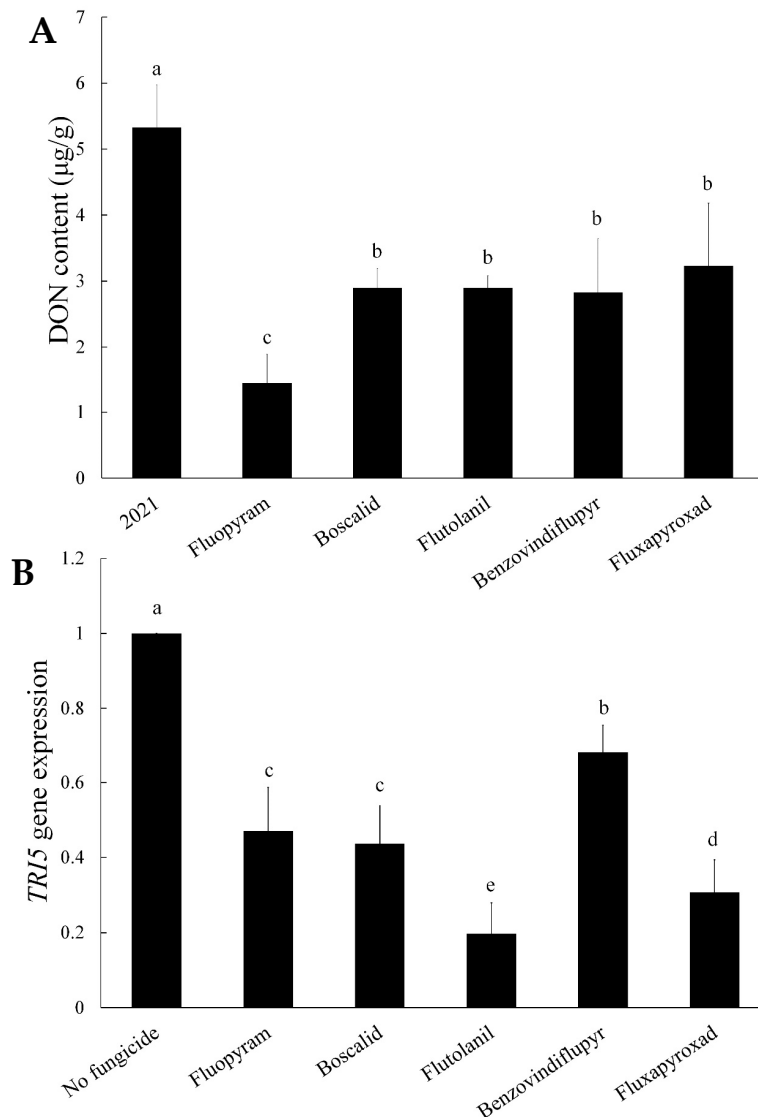 A
DON content (µg/g)
7
6
5
4
3
2
1
0
a
c
b
b
b
b
2021
Fluopyram
Boscalid
Flutolanil
Benzovindiflupyr
Fluxapyroxad
B
TRI5 gene expression
1.2
1
0.8
0.6
0.4
0.2
0
a
c
c
e
b
d
No fungicide
Fluopyram
Boscalid
Flutolanil
Benzovindiflupyr
Fluxapyroxad